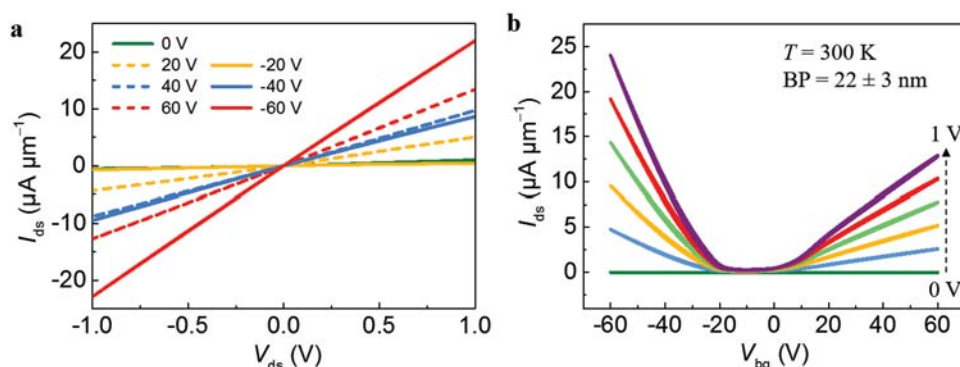 a
20
10
0
-10
-20
I_ds (μA μm⁻¹)
0 V
20 V -20 V
40 V -40 V
60 V -60 V
-1.0 -0.5 0.0 0.5 1.0
V_ds (V)
b
25
20
15
10
5
0
I_ds (μA μm⁻¹)
T = 300 K
BP = 22 ± 3 nm
1 V
0 V
-60 -40 -20 0 20 40 60
V_bg (V)